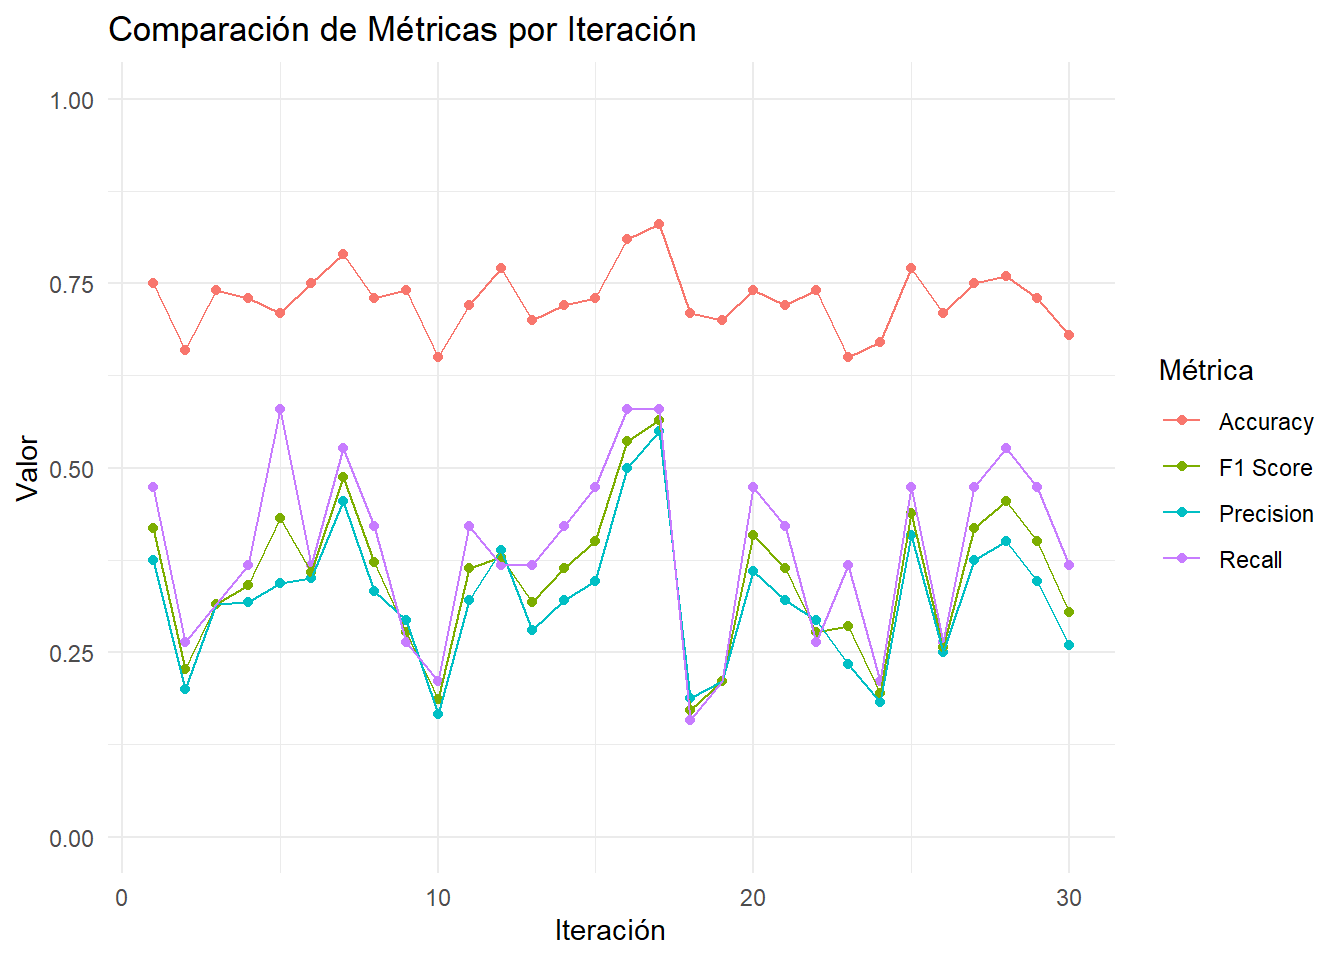 Comparación de Métricas por Iteración
1.00
0.75
0.50
0.25
0.00
Valor
0
10
20
30
Iteración
Métrica
Accuracy
F1 Score
Precision
Recall